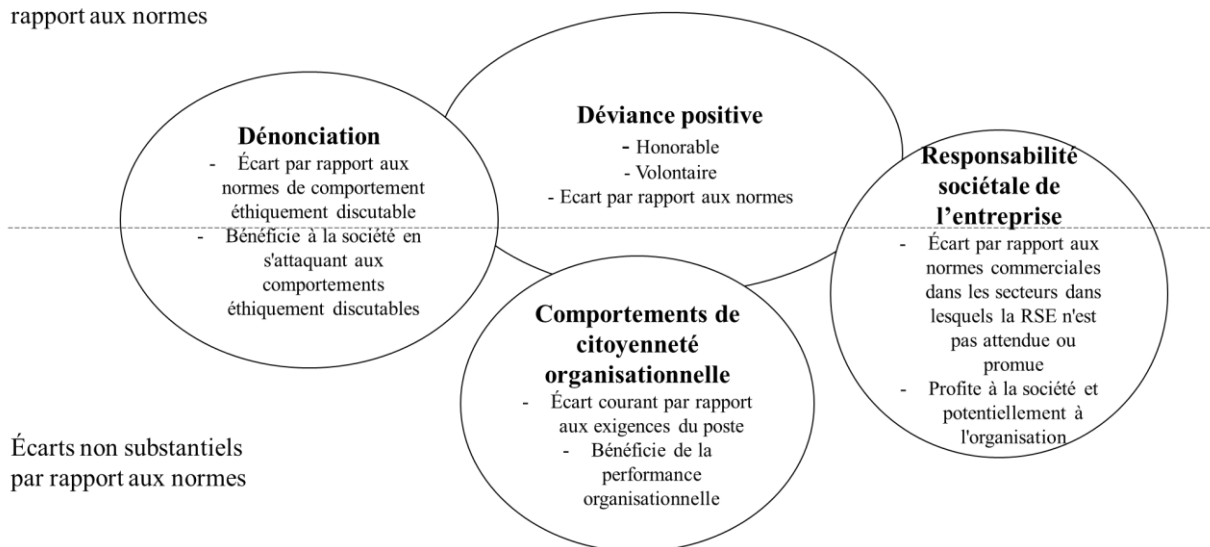 rapport aux normes
Dénonciation
- Écart par rapport aux
normes de comportement
éthiquement discutable
- Bénéficie à la société en
s'attaquant aux
comportements
éthiquement discutables
Déviance positive
- Honorable
- Volontaire
- Ecart par rapport aux normes
Responsabilité
sociétale de
l'entreprise
- Écart par rapport aux
normes commerciales
dans les secteurs dans
lesquels la RSE n'est
pas attendue ou
promue
- Profite à la société et
potentiellement à
l'organisation
Comportements de
citoyenneté
organisationnelle
- Écart courant par rapport
aux exigences du poste
- Bénéficie de la
performance
organisationnelle
Écarts non substantiels
par rapport aux normes